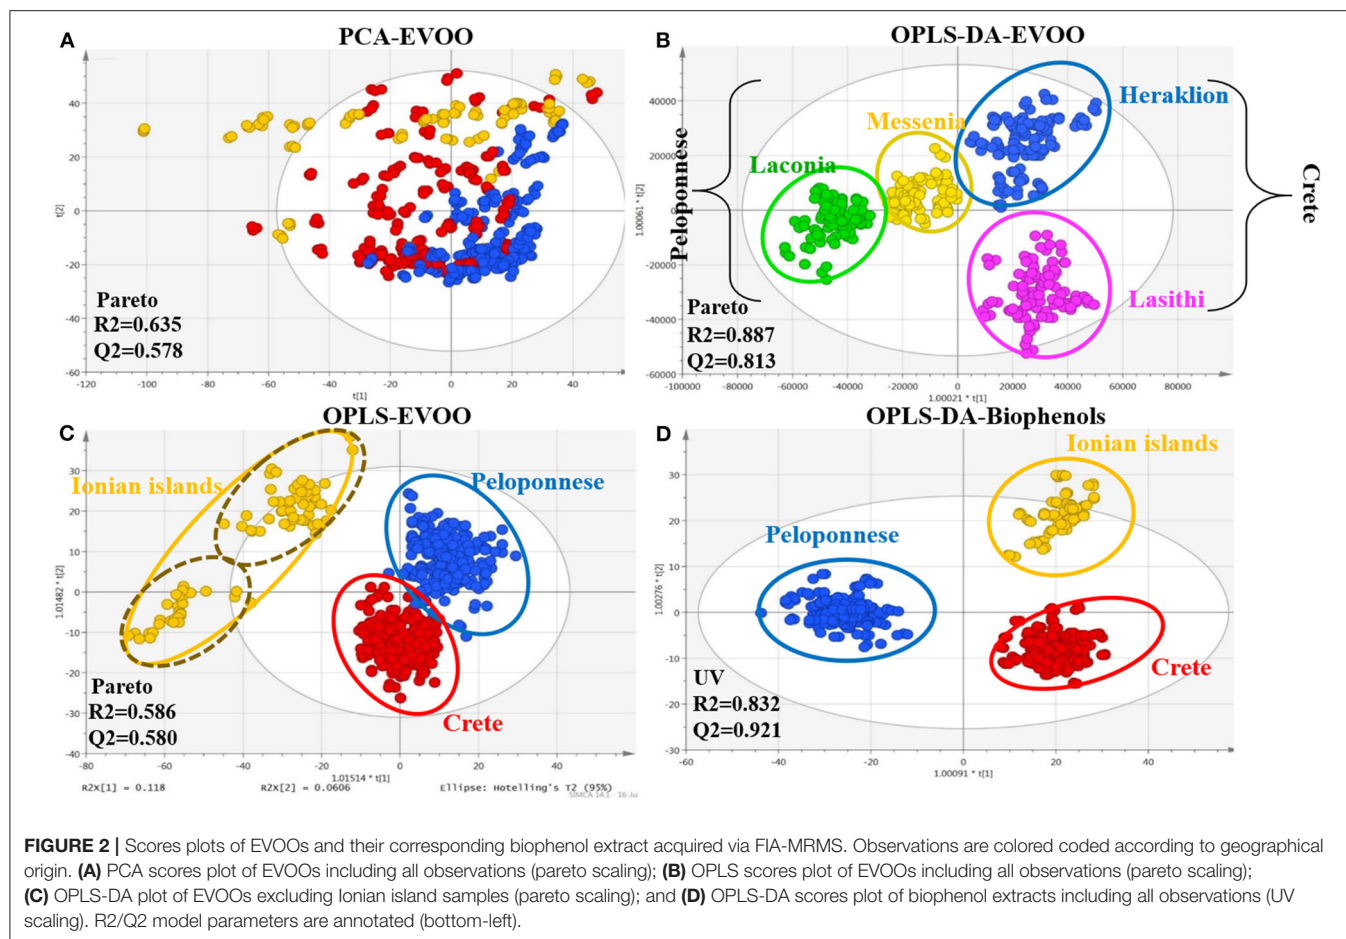 A
PCA-EVOO
t[2]
40
20
0
-20
-40
-60
-120
-100
-80
-60
-40
-20
0
20
40
t[1]
Pareto
R2=0.635
Q2=0.578
B
OPLS-DA-EVOO
Peloponnese
Laconia
Messenia
Heraklion
Lasithi
Crete
1.00061 * t[2]
40000
20000
0
-20000
-40000
-60000
-100000
-80000
-60000
-40000
-20000
0
20000
40000
60000
80000
1.00021 * t[1]
Pareto
R2=0.887
Q2=0.813
C
OPLS-EVOO
Ionian islands
Peloponnese
Crete
1.01482 * t[2]
30
20
10
0
-10
-20
-30
-40
-80
-60
-40
-20
0
20
40
1.01514 * t[1]
Pareto
R2=0.586
Q2=0.580
R2X[1] = 0.118
R2X[2] = 0.0606
Ellipse: Hotelling's T2 (95%)
SIMCA 14.1 - 16-Jul
D
OPLS-DA-Biophenols
Ionian islands
Peloponnese
Crete
1.00276 * t[2]
30
20
10
0
-10
-20
-30
-60
-40
-20
0
20
40
1.00091 * t[1]
UV
R2=0.832
Q2=0.921
FIGURE 2 | Scores plots of EVOOs and their corresponding biophenol extract acquired via FIA-MRMS. Observations are colored coded according to geographical
origin. (A) PCA scores plot of EVOOs including all observations (pareto scaling); (B) OPLS scores plot of EVOOs including all observations (pareto scaling);
(C) OPLS-DA plot of EVOOs excluding Ionian island samples (pareto scaling); and (D) OPLS-DA scores plot of biophenol extracts including all observations (UV
scaling). R2/Q2 model parameters are annotated (bottom-left).